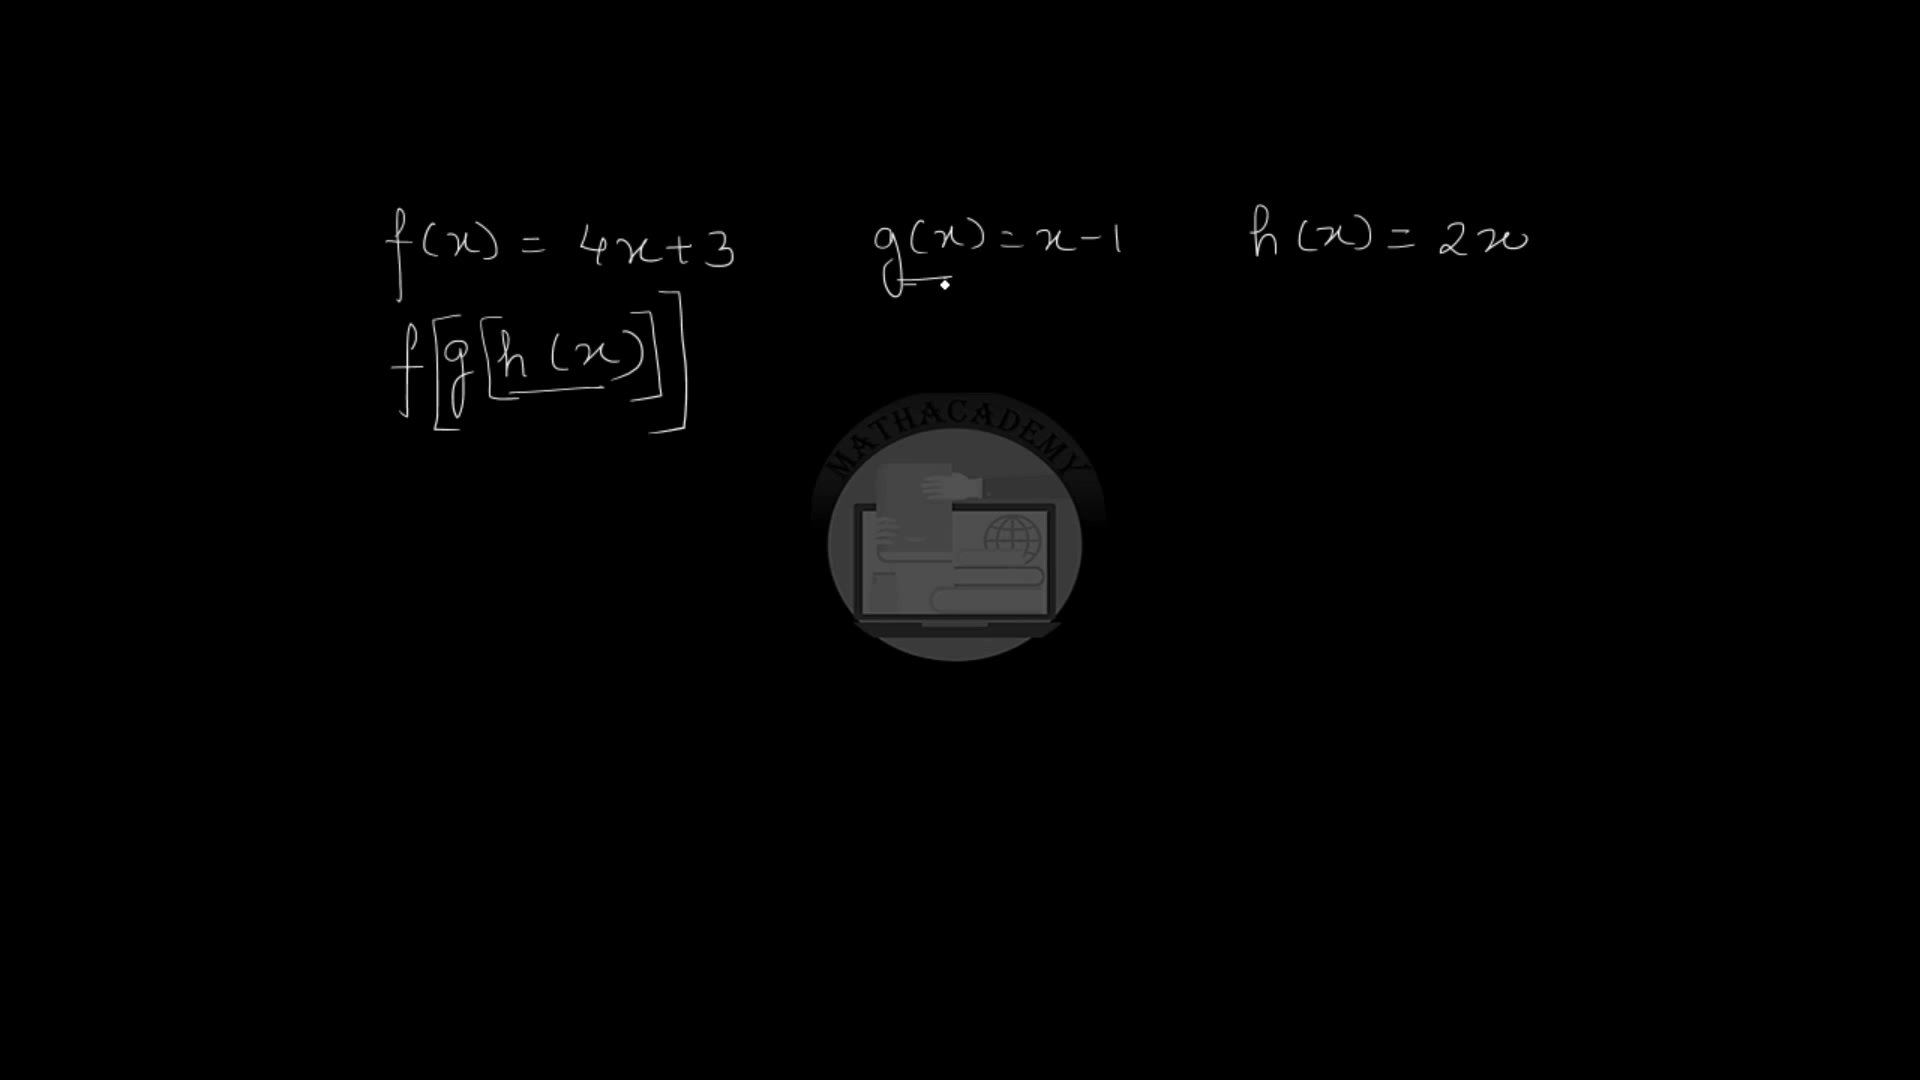 f(x) = 4x+3 g(x) = x-1 h(x) = 2x
f[g[h(x)]]
MATHACADEMY